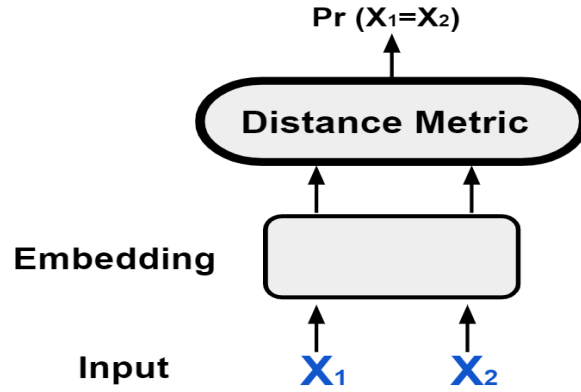 Pr (X₁=X₂)
Distance Metric
Embedding
Input X₁ X₂